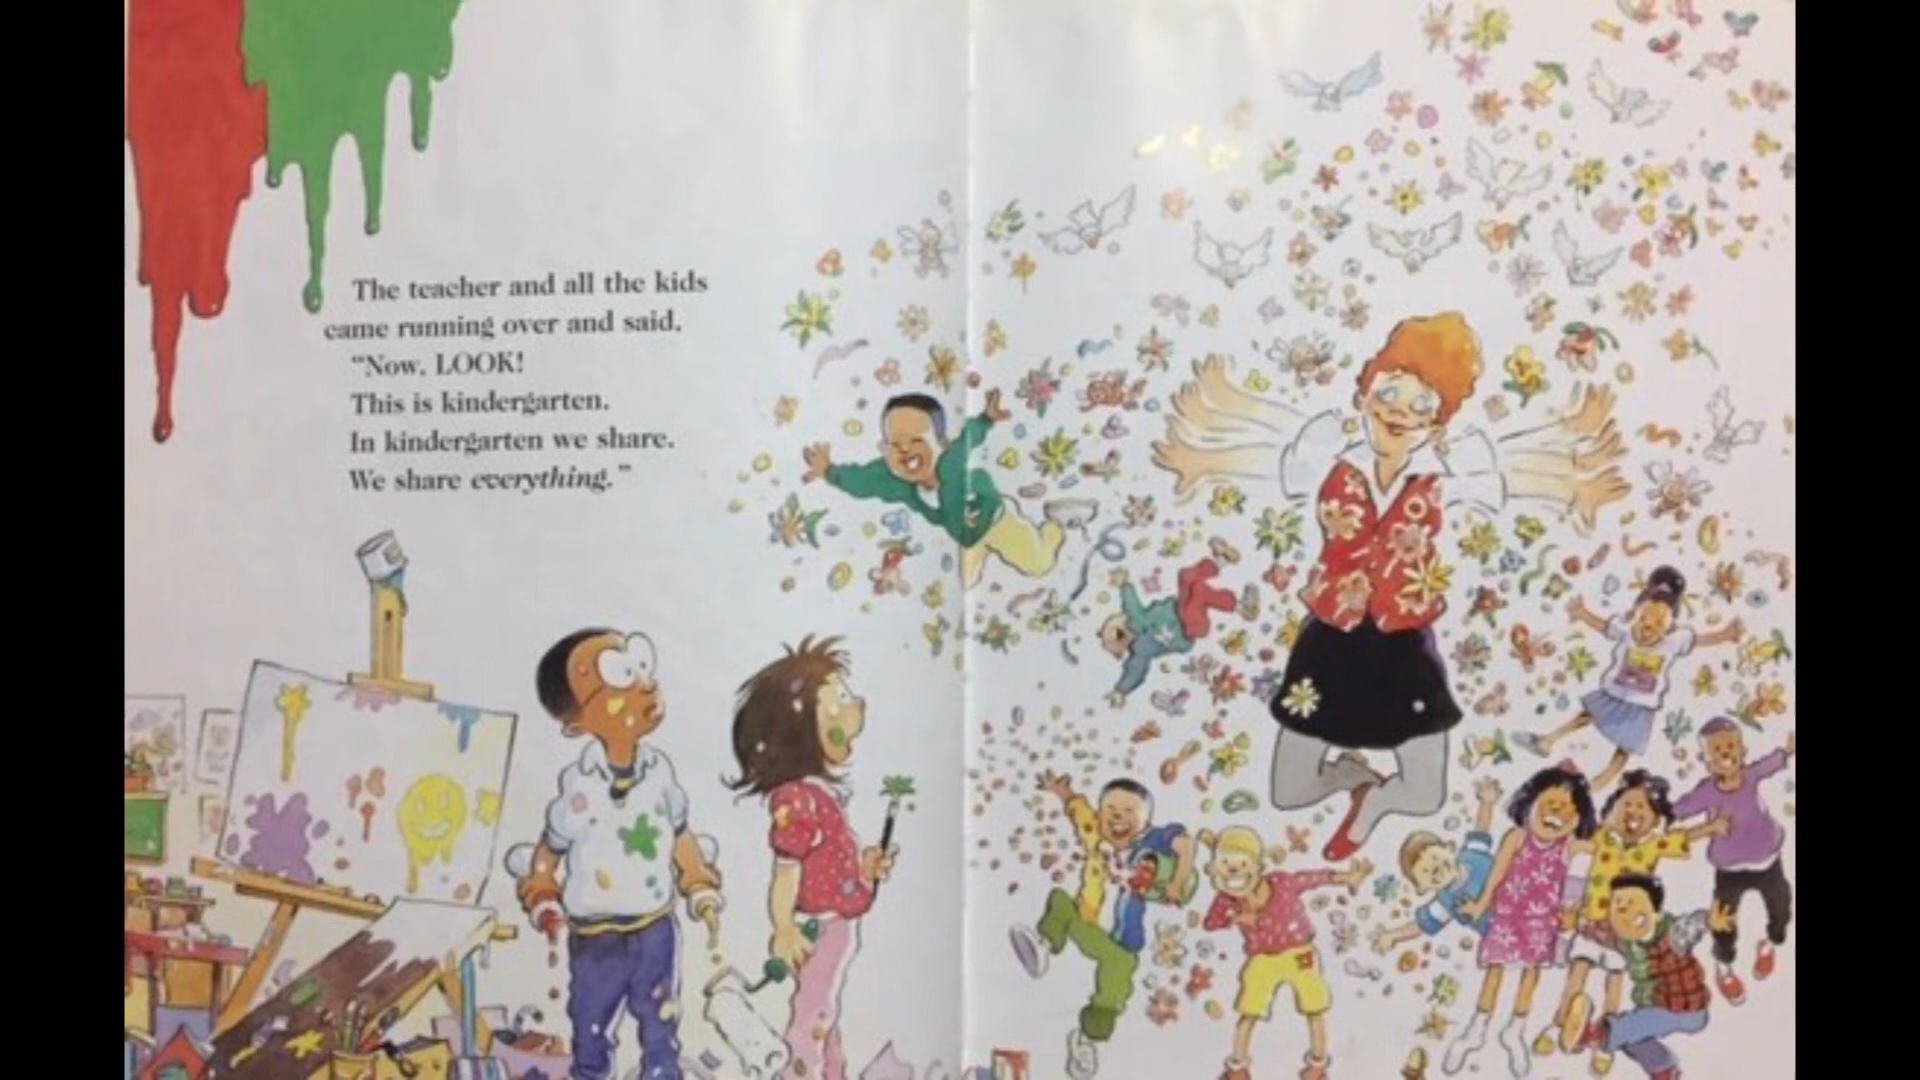 The teacher and all the kids
came running over and said,
"Now, LOOK!
This is kindergarten.
In kindergarten we share.
We share everything."